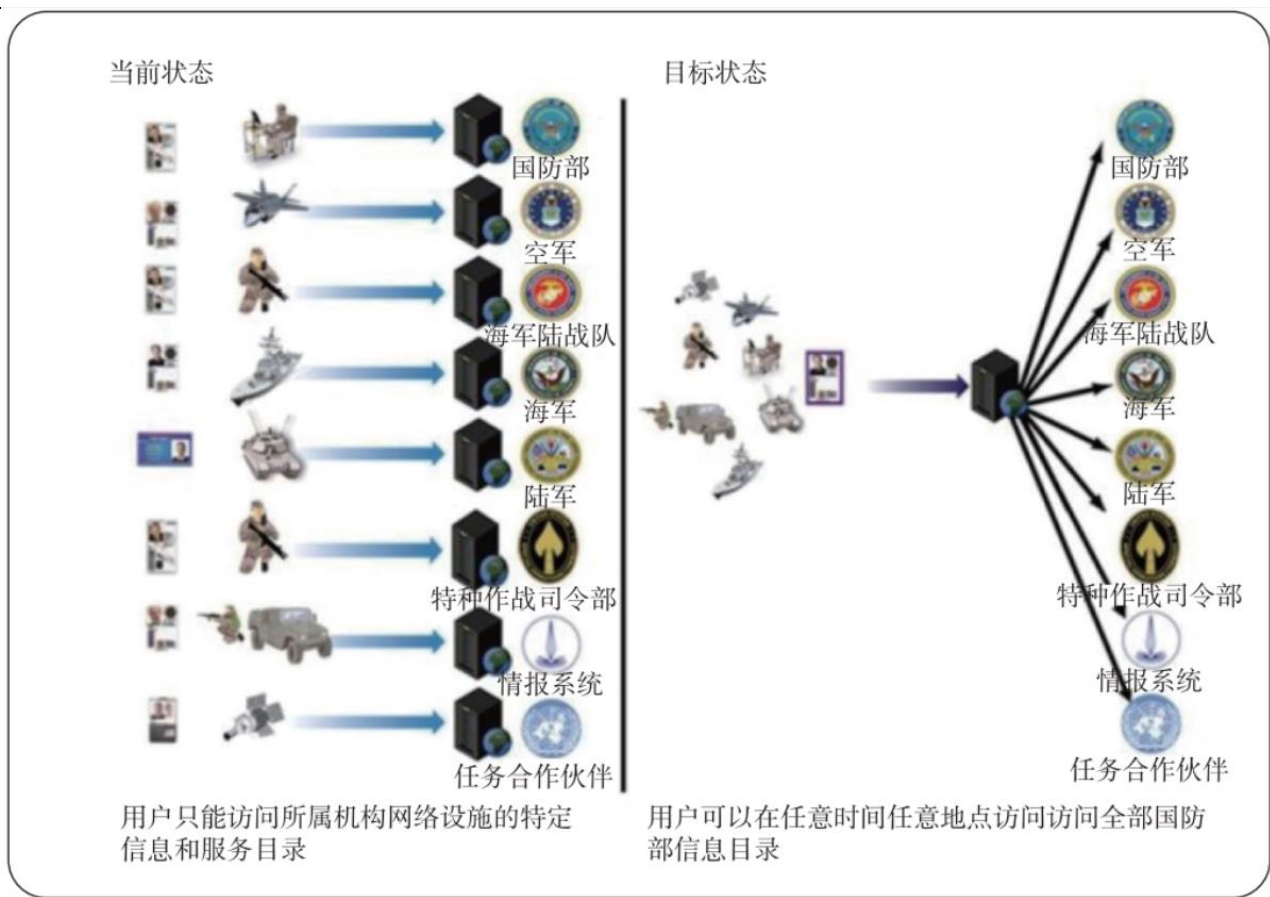 当前状态
国防部
空军
海军陆战队
海军
陆军
特种作战司令部
情报系统
任务合作伙伴
用户只能访问所属机构网络设施的特定
信息和服务目录
目标状态
国防部
空军
海军陆战队
海军
陆军
特种作战司令部
情报系统
任务合作伙伴
用户可以在任意时间任意地点访问访问全部国防
部信息目录